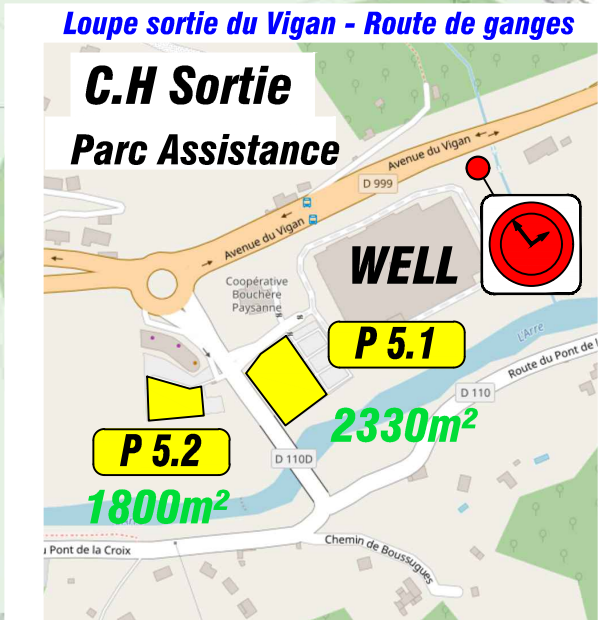 Loupe sortie du Vigan - Route de ganges
C.H Sortie
Parc Assistance
Avenue du Vigan
D 999
Avenue du Vigan
WELL
Coopérative
Bouchère
Paysanne
P 5.1
L'Arre
Route du Pont de l
D 110
2330m²
P 5.2
D 110D
1800m²
u Pont de la Croix
Chemin de Boussugues